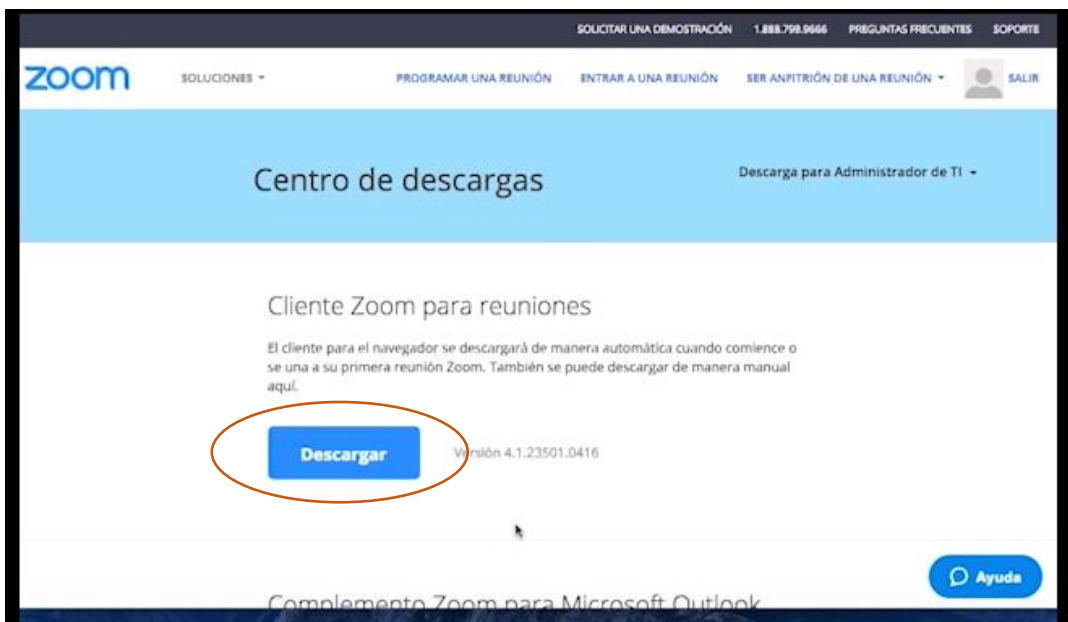 SOLICITAR UNA DEMOSTRACIÓN 1.888.799.9666 PREGUNTAS FRECUENTES SOPORTE
zoom SOLUCIONES PROGRAMAR UNA REUNIÓN ENTRAR A UNA REUNIÓN SER ANFITRIÓN DE UNA REUNIÓN SALIR
Centro de descargas
Descarga para Administrador de TI
Cliente Zoom para reuniones
El cliente para el navegador se descargará de manera automática cuando comience o
se una a su primera reunión Zoom. También se puede descargar de manera manual
aquí.
Descargar Versión 4.1.23501.0416
Ayuda
Complemento Zoom para Microsoft Outlook